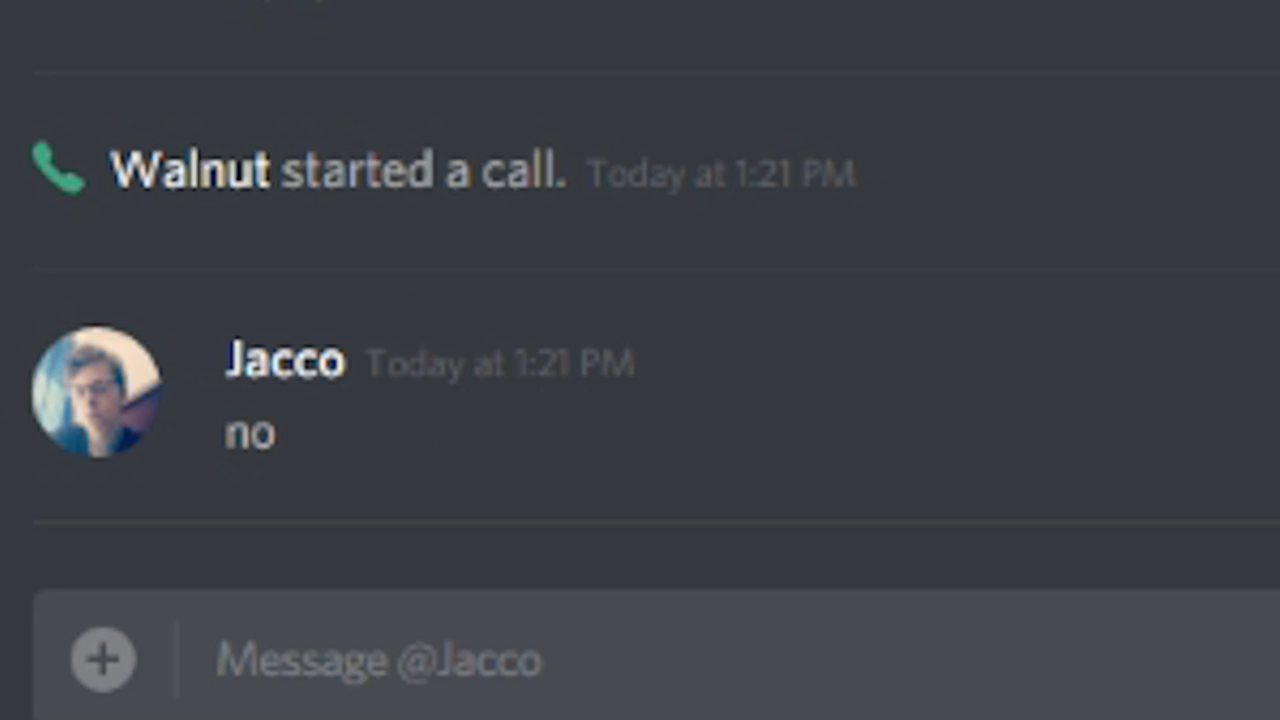 Walnut started a call. Today at 1:21 PM
Jacco Today at 1:21 PM
no
Message @Jacco